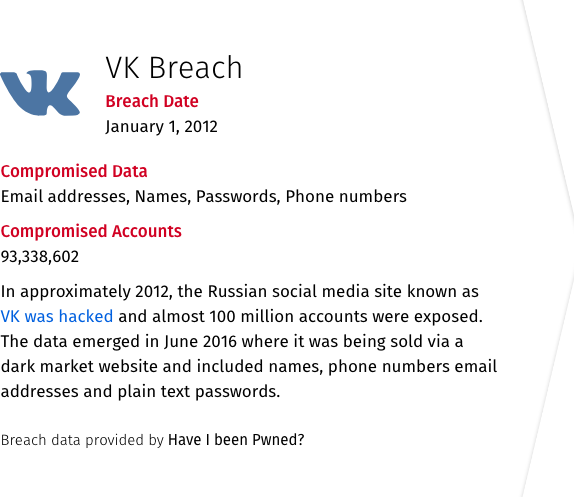 VK Breach
Breach Date
January 1, 2012
Compromised Data
Email addresses, Names, Passwords, Phone numbers
Compromised Accounts
93,338,602
In approximately 2012, the Russian social media site known as
VK was hacked and almost 100 million accounts were exposed.
The data emerged in June 2016 where it was being sold via a
dark market website and included names, phone numbers email
addresses and plain text passwords.
Breach data provided by Have I been Pwned?